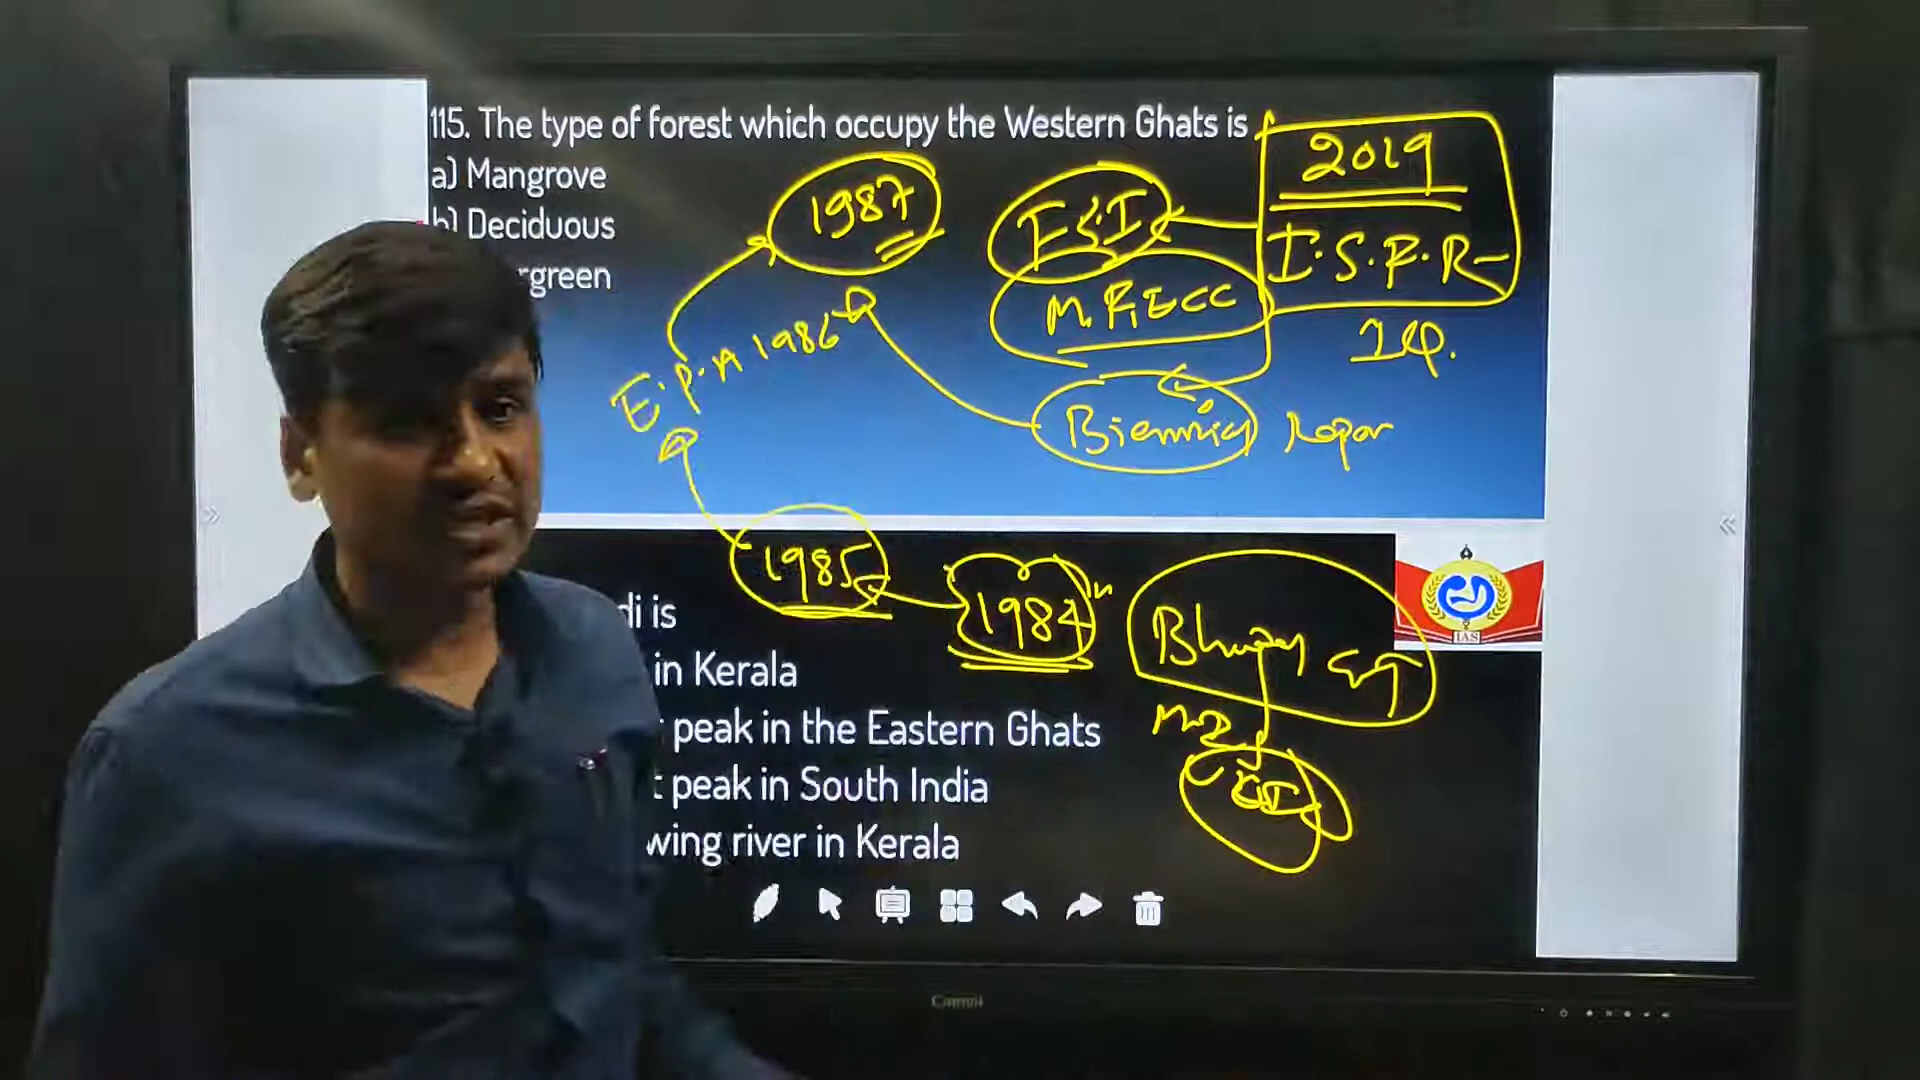 115. The type of forest which occupy the Western Ghats is
a) Mangrove
b) Deciduous
rgreen
1987
F.S.I
2019
I.S.F.R-
E.P.A 1986
Biennial Repor
1985
1984
IAS
di is
in Kerala
peak in the Eastern Ghats
t peak in South India
wing river in Kerala